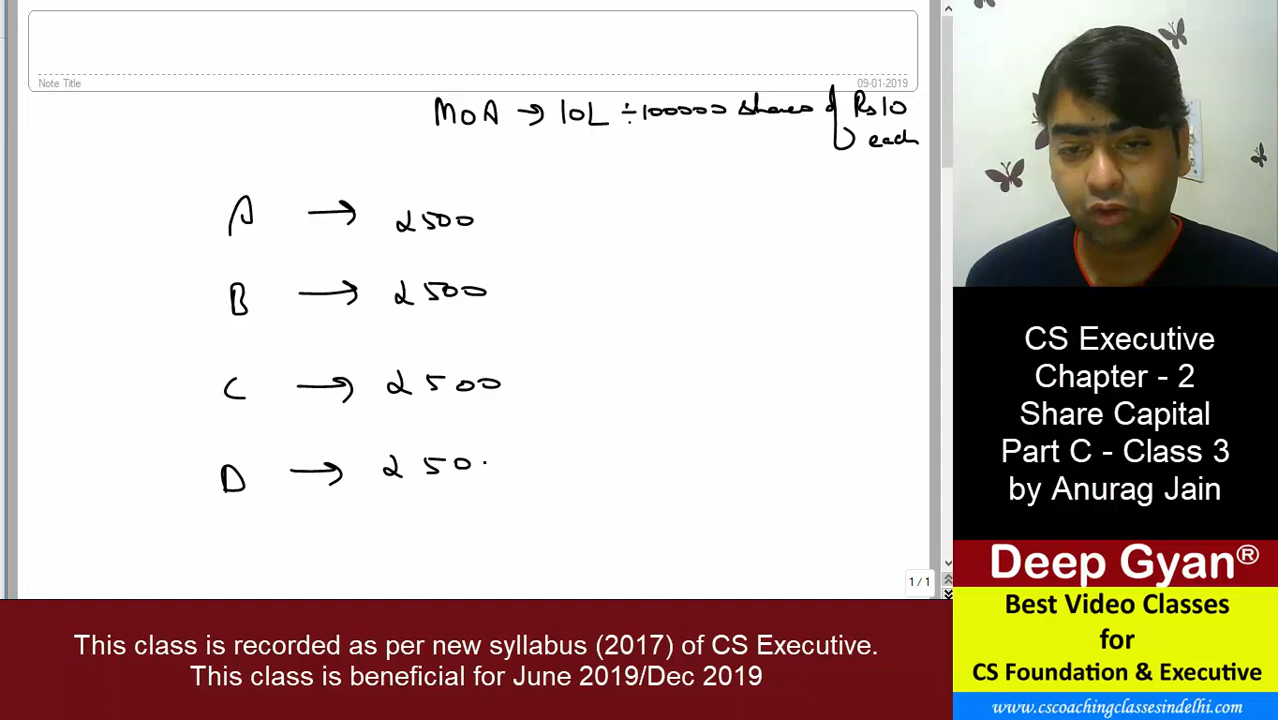 Note Title
09-01-2019
MOA → 10L ÷ 100000 shares of Rs 10
each
A → 2500
B → 2500
C → 2500
D → 250
1 / 1
CS Executive
Chapter - 2
Share Capital
Part C - Class 3
by Anurag Jain
Deep Gyan®
Best Video Classes
for
CS Foundation & Executive
www.cscoachingclassesindelhi.com
This class is recorded as per new syllabus (2017) of CS Executive.
This class is beneficial for June 2019/Dec 2019